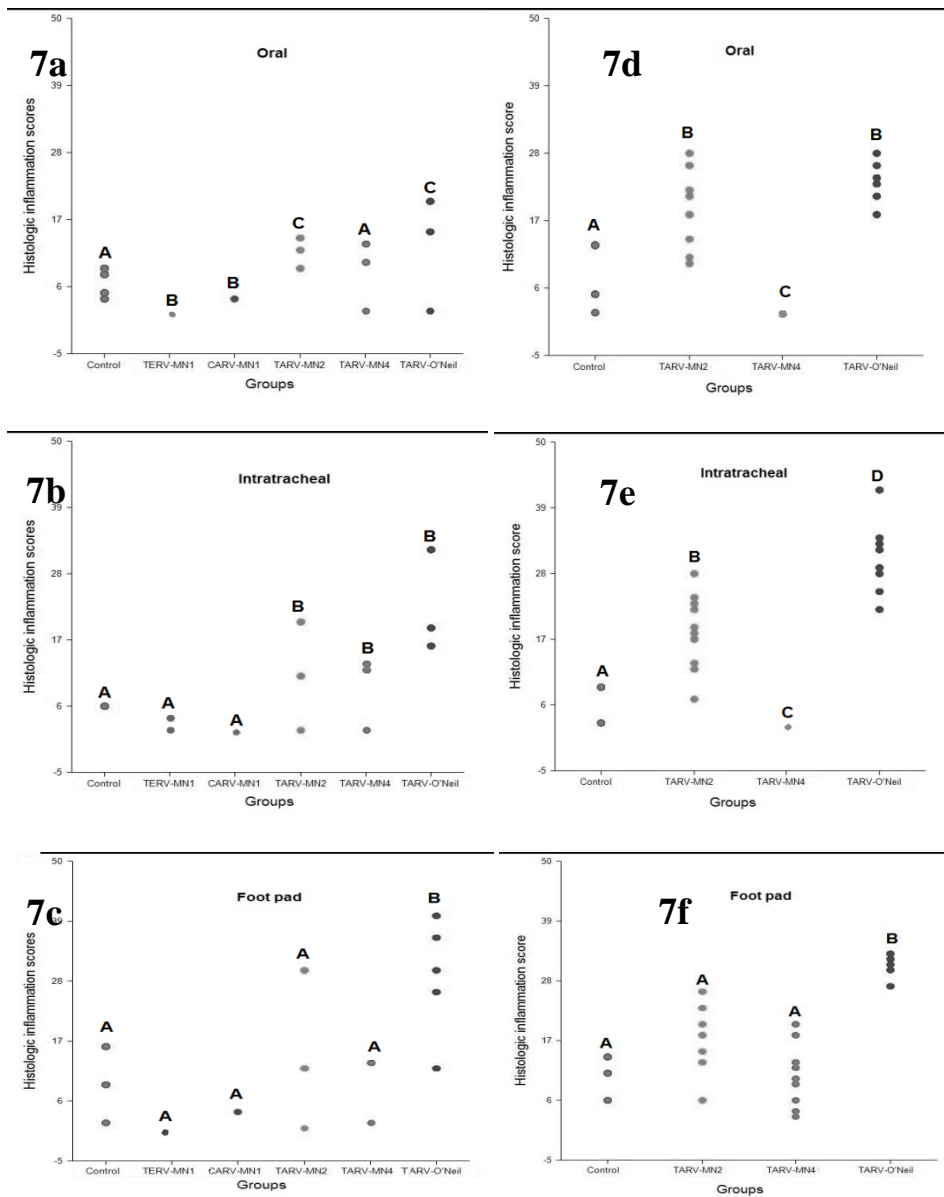 7a
Oral
Histologic inflammation scores
50
39
28
17
6
-5
A
B
B
C
A
C
Control
TERV-MN1
CARV-MN1
TARV-MN2
TARV-MN4
TARV-O'Neil
Groups
7d
Oral
Histologic inflammation score
50
39
28
17
6
-5
A
B
C
B
Control
TARV-MN2
TARV-MN4
TARV-O'Neil
Groups
7b
Intratracheal
Histologic inflammation scores
50
39
28
17
6
-5
A
A
A
B
B
B
Control
TERV-MN1
CARV-MN1
TARV-MN2
TARV-MN4
TARV-O'Neil
Groups
7e
Intratracheal
Histologic inflammation score
50
39
28
17
6
-5
A
B
C
D
Control
TARV-MN2
TARV-MN4
TARV-O'Neil
Groups
7c
Foot pad
Histologic inflammation scores
50
39
28
17
6
-5
A
A
A
A
A
B
Control
TERV-MN1
CARV-MN1
TARV-MN2
TARV-MN4
TARV-O'Neil
Groups
7f
Foot pad
Histologic inflammation score
50
39
28
17
6
-5
A
A
A
B
Control
TARV-MN2
TARV-MN4
TARV-O'Neil
Groups